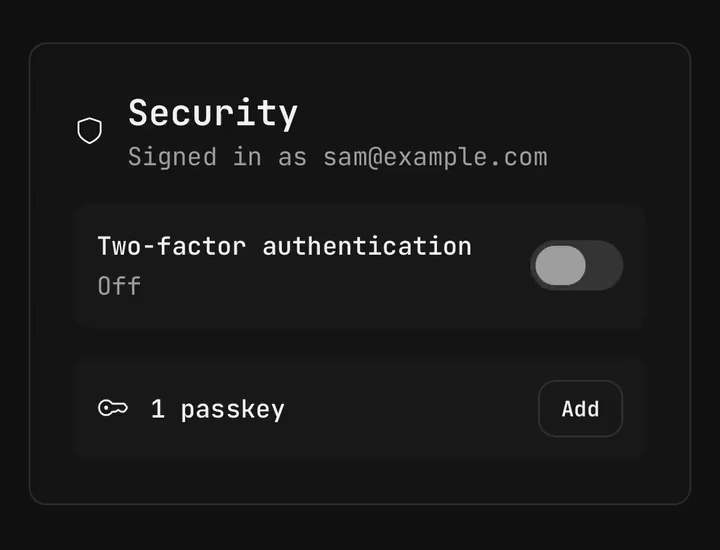 Security
Signed in as sam@example.com
Two-factor authentication
Off
1 passkey
Add